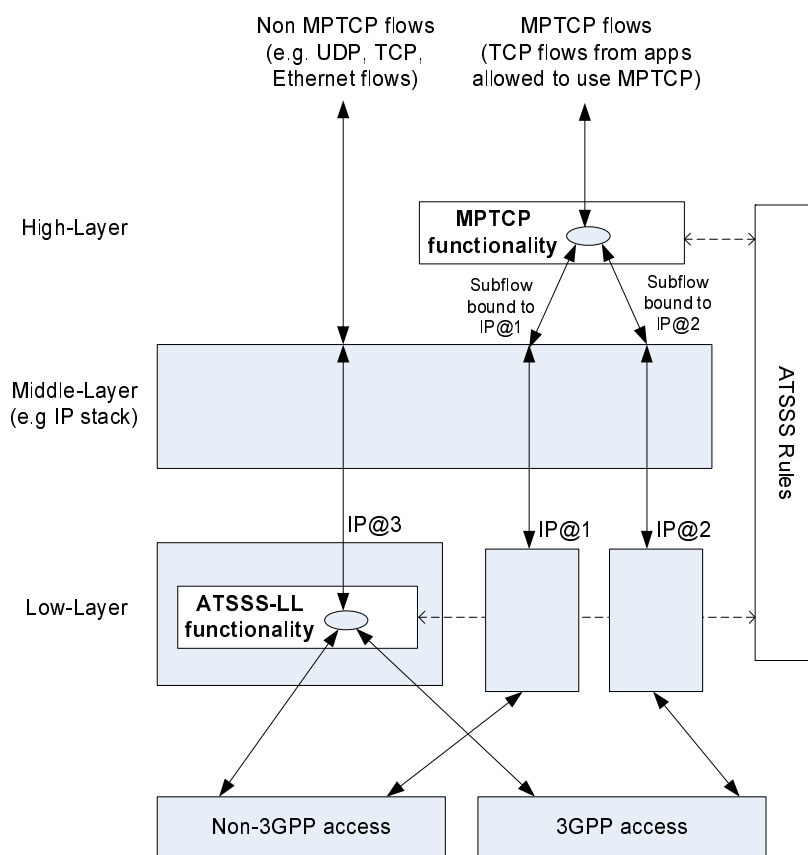 Non MPTCP flows
(e.g. UDP, TCP,
Ethernet flows)
MPTCP flows
(TCP flows from apps
allowed to use MPTCP)
High-Layer
MPTCP
functionality
Subflow
bound to
IP@1
Subflow
bound to
IP@2
Middle-Layer
(e.g IP stack)
ATSSS Rules
IP@3
IP@1
IP@2
Low-Layer
ATSSS-LL
functionality
Non-3GPP access
3GPP access